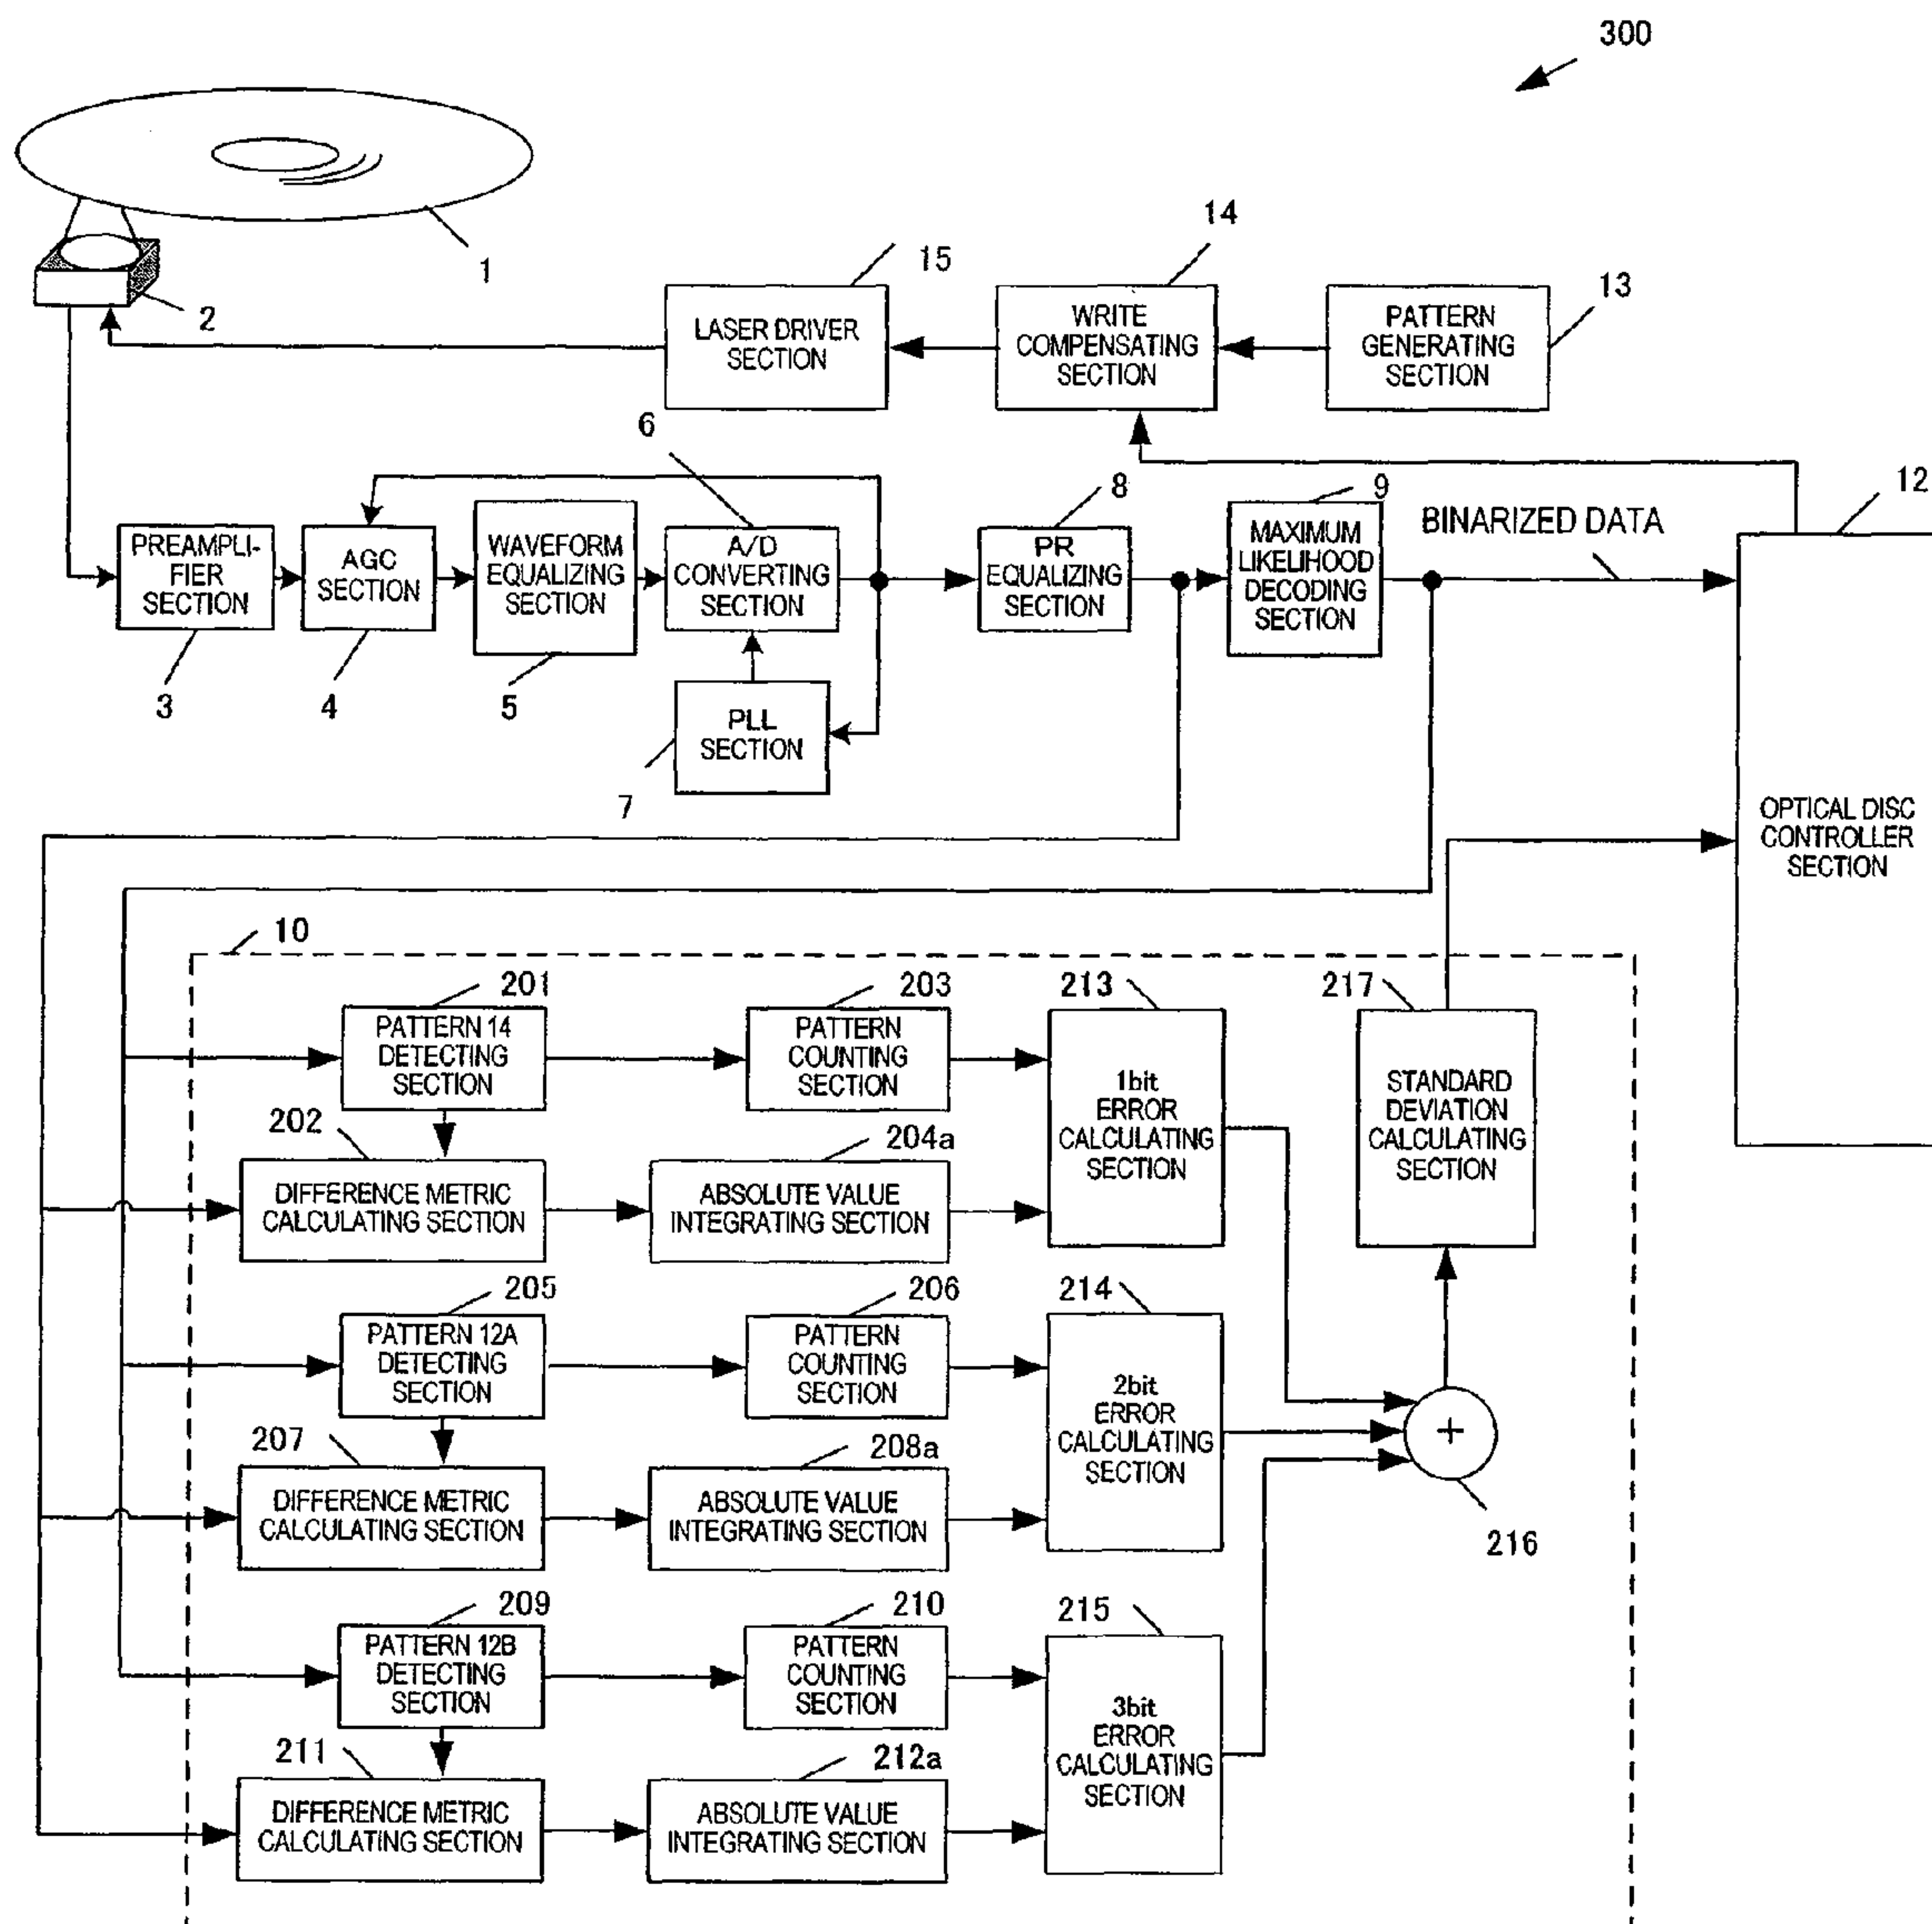 300
1
2
15
14
13
LASER DRIVER
SECTION
WRITE
COMPENSATING
SECTION
PATTERN
GENERATING
SECTION
6
8
9
12
BINARIZED DATA
PREAMPLI-
FIER
SECTION
AGC
SECTION
WAVEFORM
EQUALIZING
SECTION
A/D
CONVERTING
SECTION
PR
EQUALIZING
SECTION
MAXIMUM
LIKELIHOOD
DECODING
SECTION
3
4
5
PLL
SECTION
7
OPTICAL DISC
CONTROLLER
SECTION
10
201
203
213
217
PATTERN 14
DETECTING
SECTION
PATTERN
COUNTING
SECTION
1bit
ERROR
CALCULATING
SECTION
STANDARD
DEVIATION
CALCULATING
SECTION
202
204a
DIFFERENCE METRIC
CALCULATING SECTION
ABSOLUTE VALUE
INTEGRATING SECTION
205
206
214
PATTERN 12A
DETECTING
SECTION
PATTERN
COUNTING
SECTION
2bit
ERROR
CALCULATING
SECTION
+
216
207
208a
DIFFERENCE METRIC
CALCULATING SECTION
ABSOLUTE VALUE
INTEGRATING SECTION
209
210
215
PATTERN 12B
DETECTING
SECTION
PATTERN
COUNTING
SECTION
3bit
ERROR
CALCULATING
SECTION
211
212a
DIFFERENCE METRIC
CALCULATING SECTION
ABSOLUTE VALUE
INTEGRATING SECTION